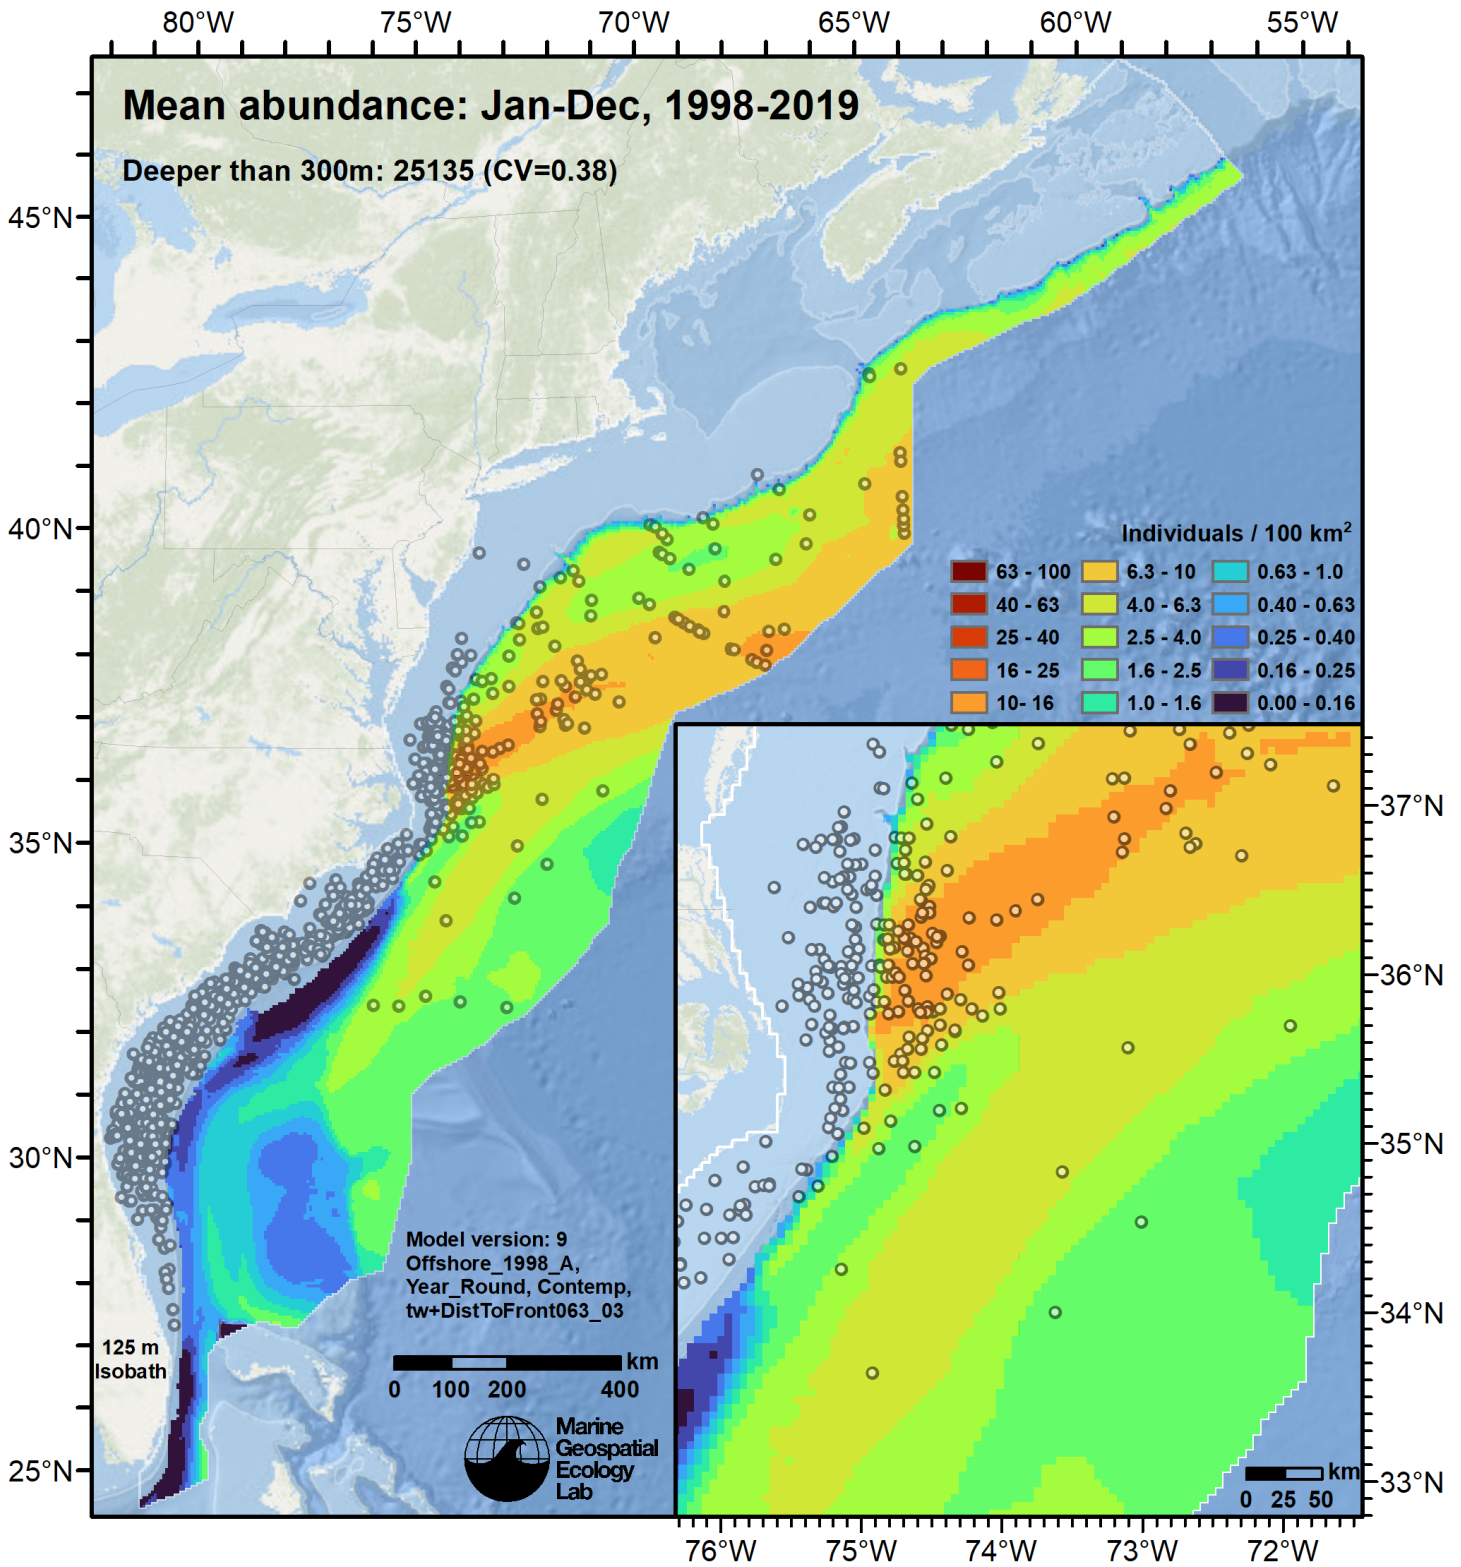 80°W 75°W 70°W 65°W 60°W 55°W
Mean abundance: Jan-Dec, 1998-2019
Deeper than 300m: 25135 (CV=0.38)
45°N
40°N
35°N
30°N
25°N
Individuals / 100 km²
63 - 100 6.3 - 10 0.63 - 1.0
40 - 63 4.0 - 6.3 0.40 - 0.63
25 - 40 2.5 - 4.0 0.25 - 0.40
16 - 25 1.6 - 2.5 0.16 - 0.25
10- 16 1.0 - 1.6 0.00 - 0.16
37°N
36°N
35°N
34°N
33°N
Model version: 9
Offshore_1998_A,
Year_Round, Contemp,
tw+DistToFront063_03
125 m
Isobath
km
0 100 200 400
Marine
Geospatial
Ecology
Lab
km
0 25 50
76°W 75°W 74°W 73°W 72°W